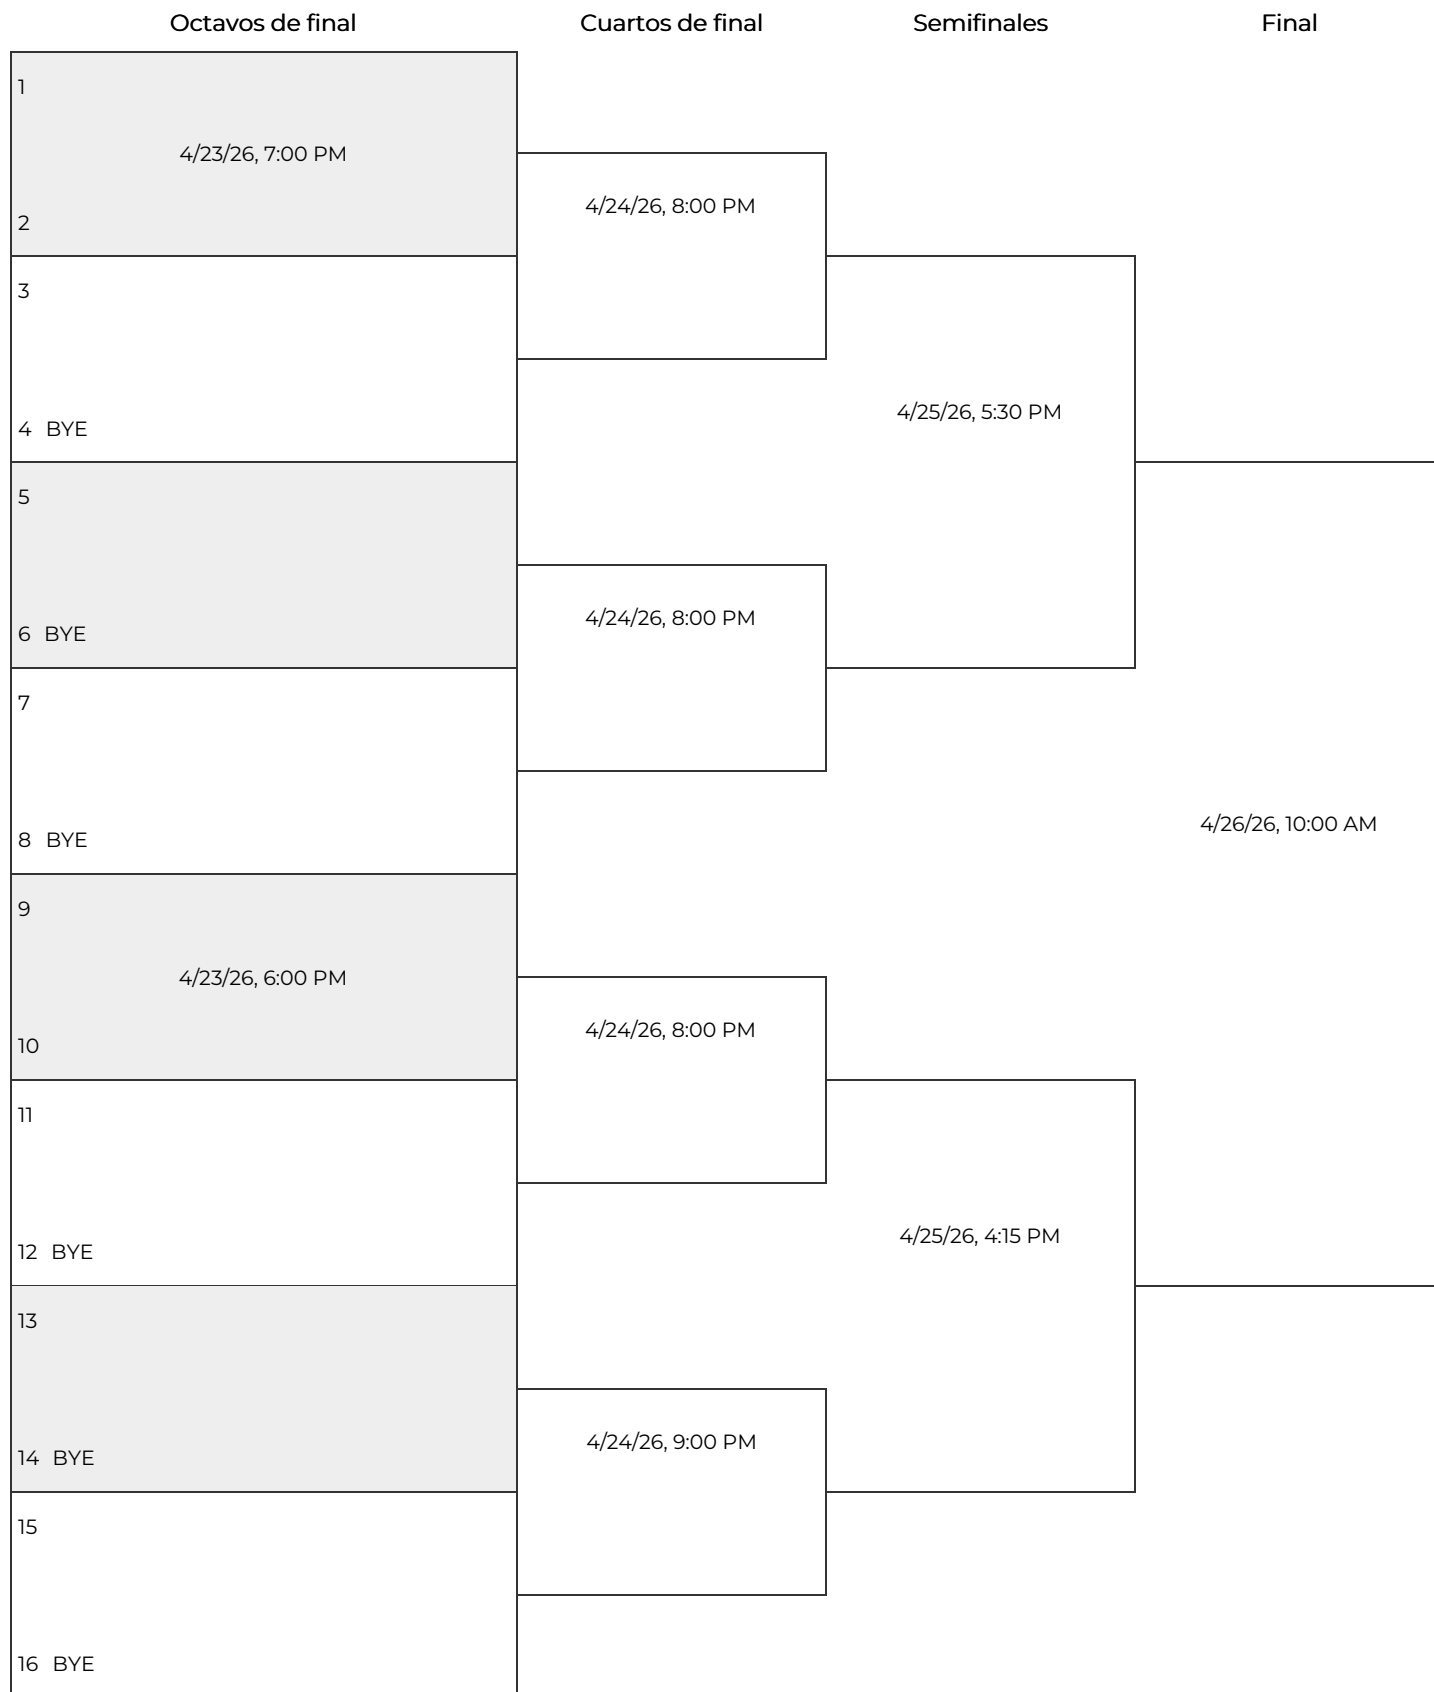 Octavos de final
Cuartos de final
Semifinales
Final
1
4/23/26, 7:00 PM
2
3
4 BYE
5
6 BYE
7
8 BYE
9
4/23/26, 6:00 PM
10
11
12 BYE
13
14 BYE
15
16 BYE
4/24/26, 8:00 PM
4/24/26, 8:00 PM
4/24/26, 8:00 PM
4/24/26, 9:00 PM
4/25/26, 5:30 PM
4/25/26, 4:15 PM
4/26/26, 10:00 AM